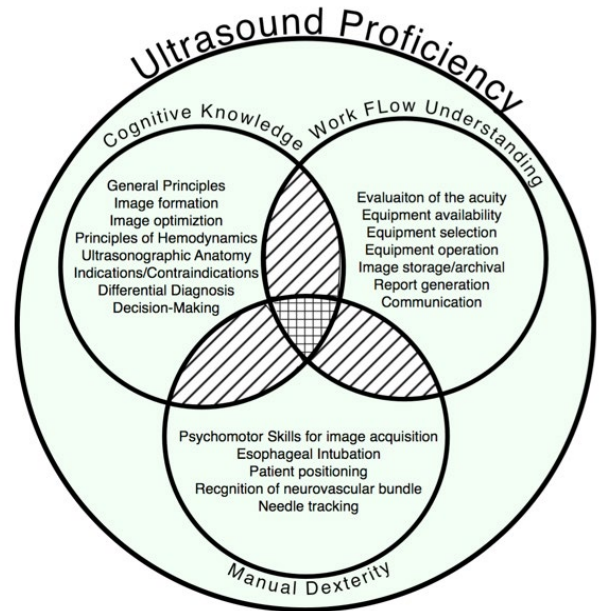 Ultrasound Proficiency
Cognitive Knowledge
General Principles
Image formation
Image optimiztion
Principles of Hemodynamics
Ultrasonographic Anatomy
Indications/Contraindications
Differential Diagnosis
Decision-Making
Work FLow Understanding
Evaluaiton of the acuity
Equipment availability
Equipment selection
Equipment operation
Image storage/archival
Report generation
Communication
Psychomotor Skills for image acquisition
Esophageal Intubation
Patient positioning
Recgnition of neurovascular bundle
Needle tracking
Manual Dexterity